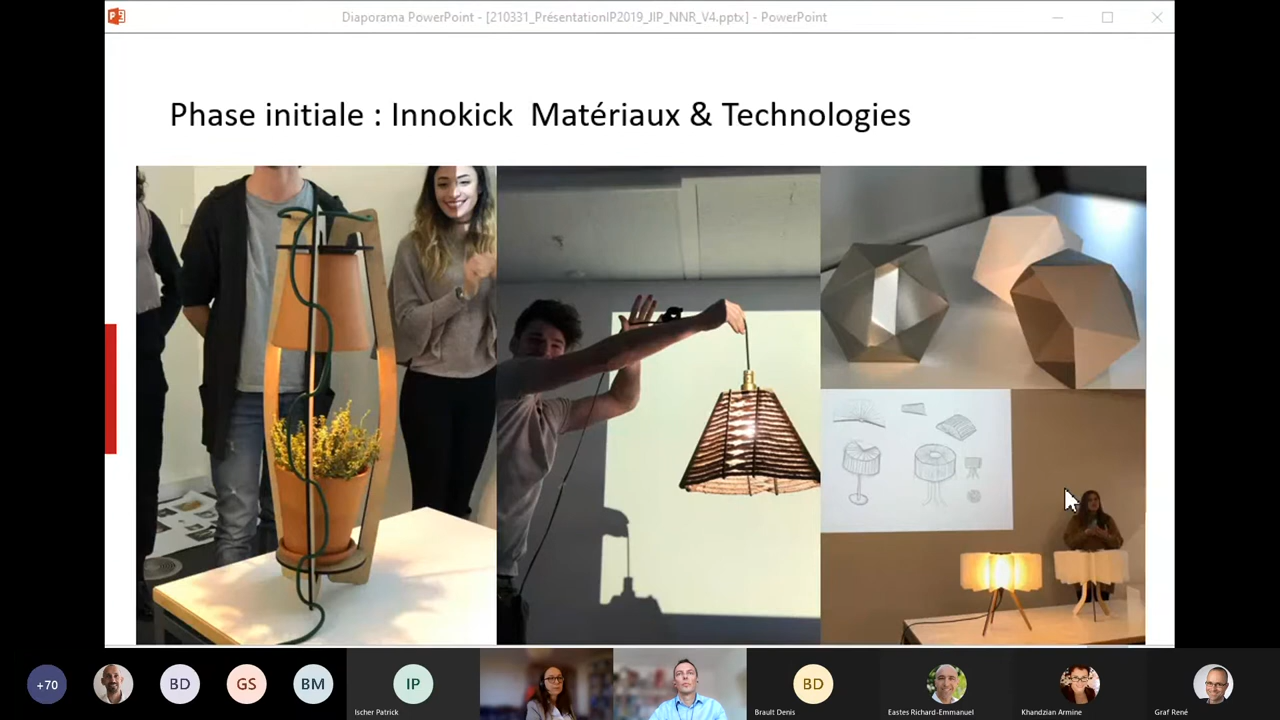 Diaporama PowerPoint - [210331_PrésentationIP2019_JIP_NNR_V4.pptx] - PowerPoint
Phase initiale : Innokick  Matériaux & Technologies
+70
BD
GS
BM
IP
BD
Ischer Patrick
Brault Denis
Eastes Richard-Emmanuel
Khandzian Armine
Graf René